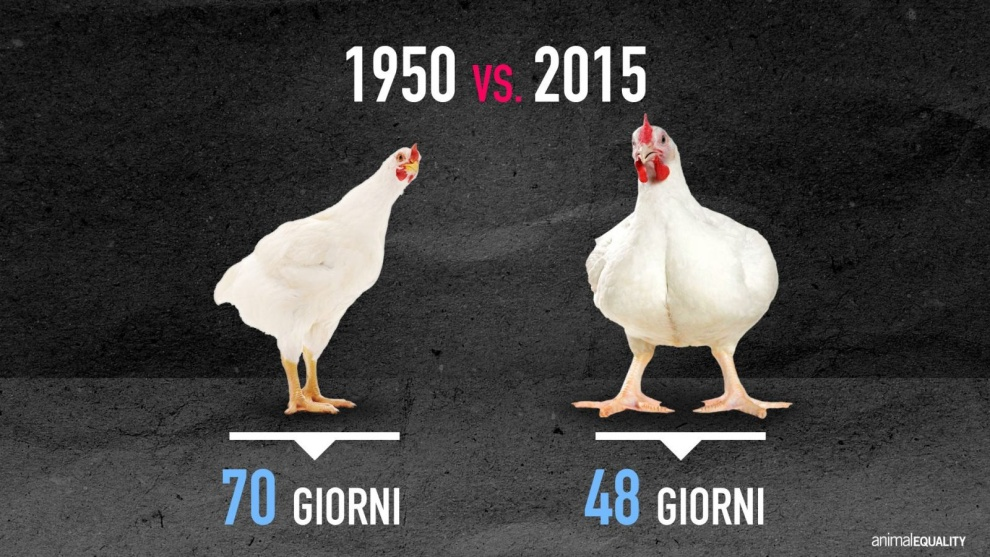 1950 vs. 2015
70 GIORNI
48 GIORNI
animalEQUALITY